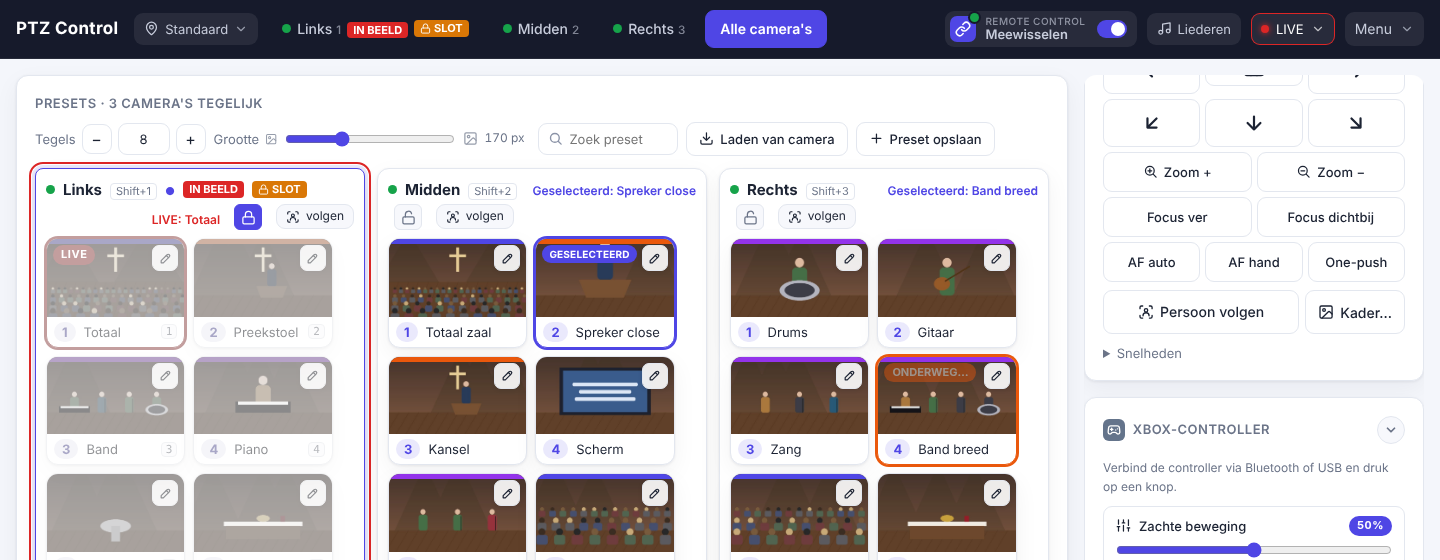 PTZ Control
Standaard
Links 1 IN BEELD SLOT
Midden 2
Rechts 3
Alle camera's
REMOTE CONTROL
Meewisselen
Liederen
LIVE
Menu
PRESETS · 3 CAMERA'S TEGELIJK
Tegels − 8 + Grootte 170 px Zoek preset Laden van camera + Preset opslaan
Links Shift+1 IN BEELD SLOT
LIVE: Totaal volgen
LIVE
1 Totaal 1
2 Preekstoel 2
3 Band 3
4 Piano 4
Midden Shift+2 Geselecteerd: Spreker close
volgen
1 Totaal zaal
GESELECTEERD
2 Spreker close
3 Kansel
4 Scherm
Rechts Shift+3 Geselecteerd: Band breed
volgen
1 Drums
2 Gitaar
3 Zang
ONDERWEG...
4 Band breed
Zoom + Zoom −
Focus ver Focus dichtbij
AF auto AF hand One-push
Persoon volgen Kader...
Snelheden
XBOX-CONTROLLER
Verbind de controller via Bluetooth of USB en druk
op een knop.
Zachte beweging 50%